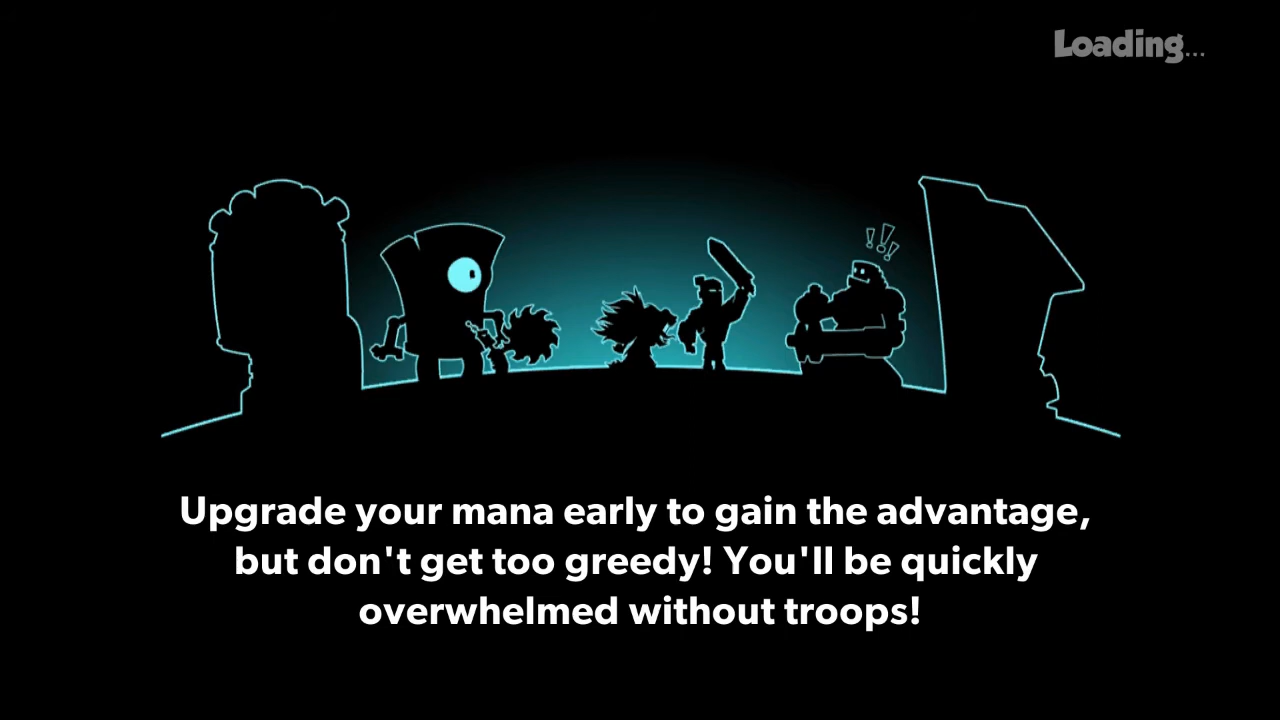 Loading...
Upgrade your mana early to gain the advantage,
but don't get too greedy! You'll be quickly
overwhelmed without troops!